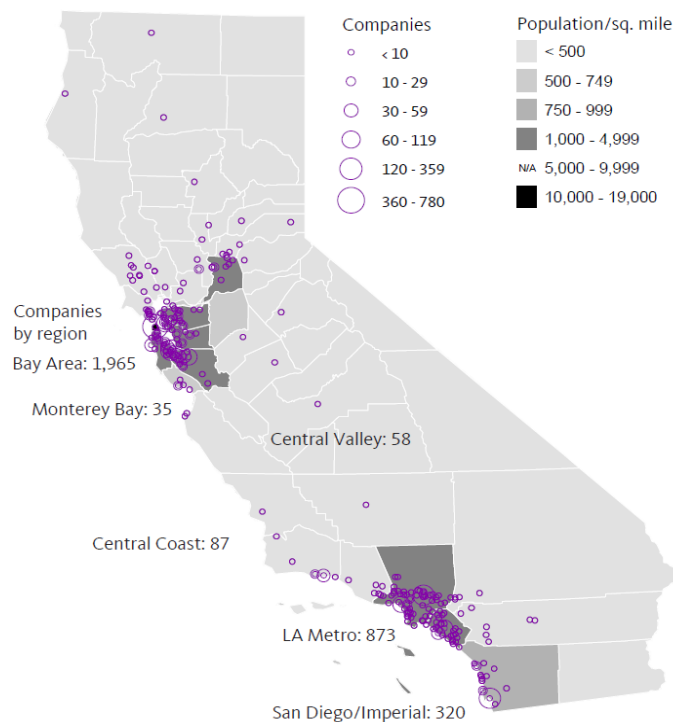 Companies
< 10
10 - 29
30 - 59
60 - 119
120 - 359
360 - 780
Population/sq. mile
< 500
500 - 749
750 - 999
1,000 - 4,999
N/A 5,000 - 9,999
10,000 - 19,000
Companies
by region
Bay Area: 1,965
Monterey Bay: 35
Central Valley: 58
Central Coast: 87
LA Metro: 873
San Diego/Imperial: 320